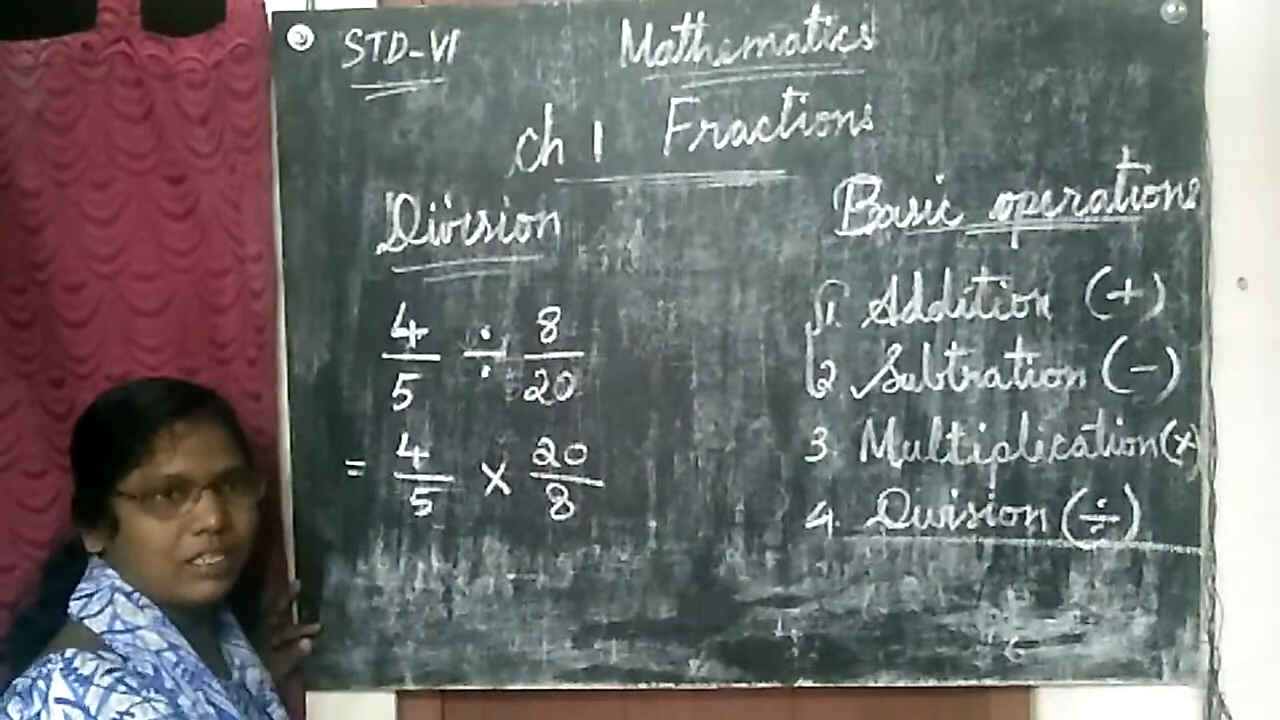 STD-VI Mathematics
Ch 1 Fractions
Division
4/5 ÷ 8/20
= 4/5 × 20/8
Basic operations
1. Addition (+)
2 Subtration (-)
3. Multiplication (×)
4. Division (÷)